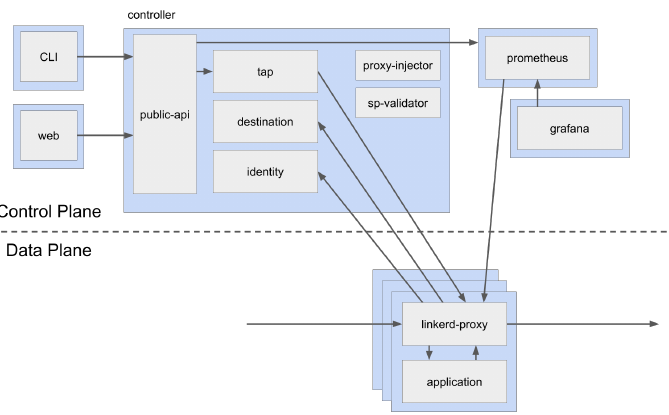 controller
CLI
web
public-api
tap
destination
identity
proxy-injector
sp-validator
prometheus
grafana
Control Plane
Data Plane
linkerd-proxy
application